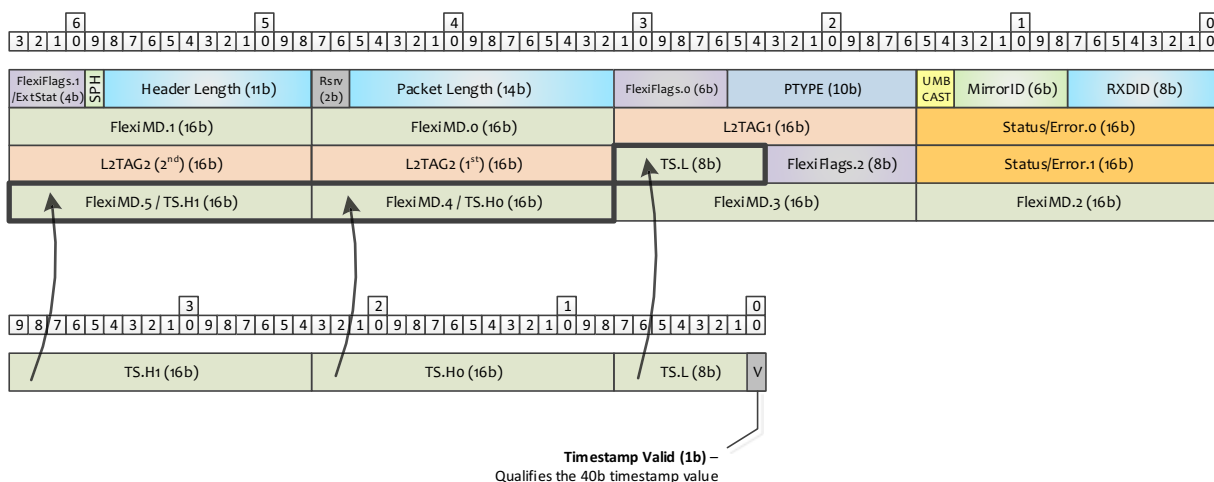 6 5 4 3 2 1 0
3 2 1 0 9 8 7 6 5 4 3 2 1 0 9 8 7 6 5 4 3 2 1 0 9 8 7 6 5 4 3 2 1 0 9 8 7 6 5 4 3 2 1 0 9 8 7 6 5 4 3 2 1 0 9 8 7 6 5 4 3 2 1 0
FlexiFlags.1 /ExtStat (4b) SPH Header Length (11b) Rsrv (2b) Packet Length (14b) FlexiFlags.0 (6b) PTYPE (10b) UMB CAST MirrorID (6b) RXDID (8b)
FlexiMD.1 (16b) FlexiMD.0 (16b) L2TAG1 (16b) Status/Error.0 (16b)
L2TAG2 (2nd) (16b) L2TAG2 (1st) (16b) TS.L (8b) FlexiFlags.2 (8b) Status/Error.1 (16b)
FlexiMD.5 / TS.H1 (16b) FlexiMD.4 / TS.H0 (16b) FlexiMD.3 (16b) FlexiMD.2 (16b)
3 2 1 0
9 8 7 6 5 4 3 2 1 0 9 8 7 6 5 4 3 2 1 0 9 8 7 6 5 4 3 2 1 0 9 8 7 6 5 4 3 2 1 0
TS.H1 (16b) TS.H0 (16b) TS.L (8b) V
Timestamp Valid (1b) –
Qualifies the 40b timestamp value